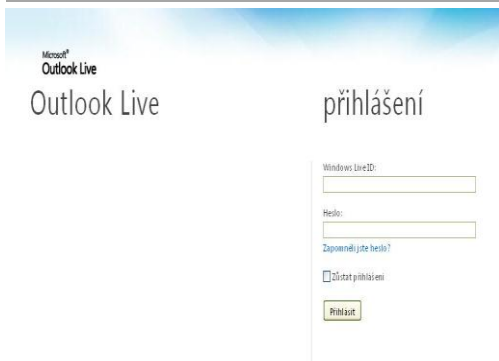 Microsoft®
Outlook Live
Outlook Live
přihlášení
Windows Live ID:
Heslo:
Zapomněli jste heslo?
Zůstat přihlášeni
Přihlásit